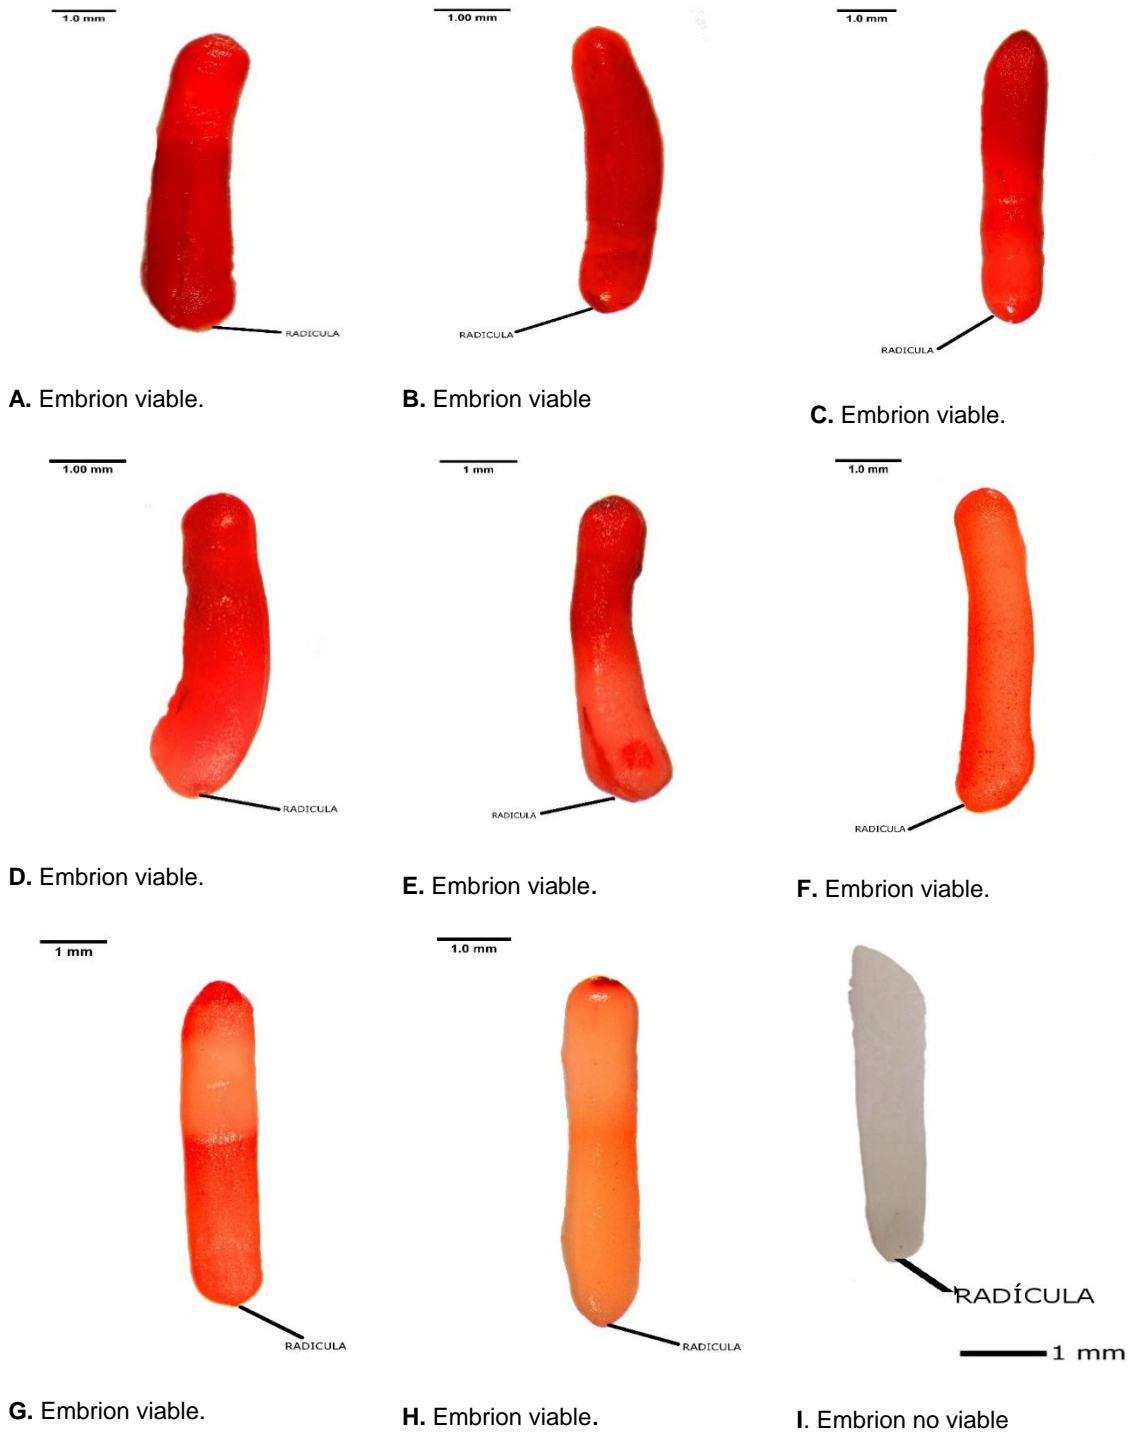 1.0 mm
1.00 mm
1.0 mm
RADICULA
RADICULA
RADICULA
A. Embrion viable.
B. Embrion viable
C. Embrion viable.
1.00 mm
1 mm
1.0 mm
RADICULA
RADICULA
RADICULA
D. Embrion viable.
E. Embrion viable.
F. Embrion viable.
1 mm
1.0 mm
RADICULA
RADICULA
RADÍCULA
1 mm
G. Embrion viable.
H. Embrion viable.
I. Embrion no viable